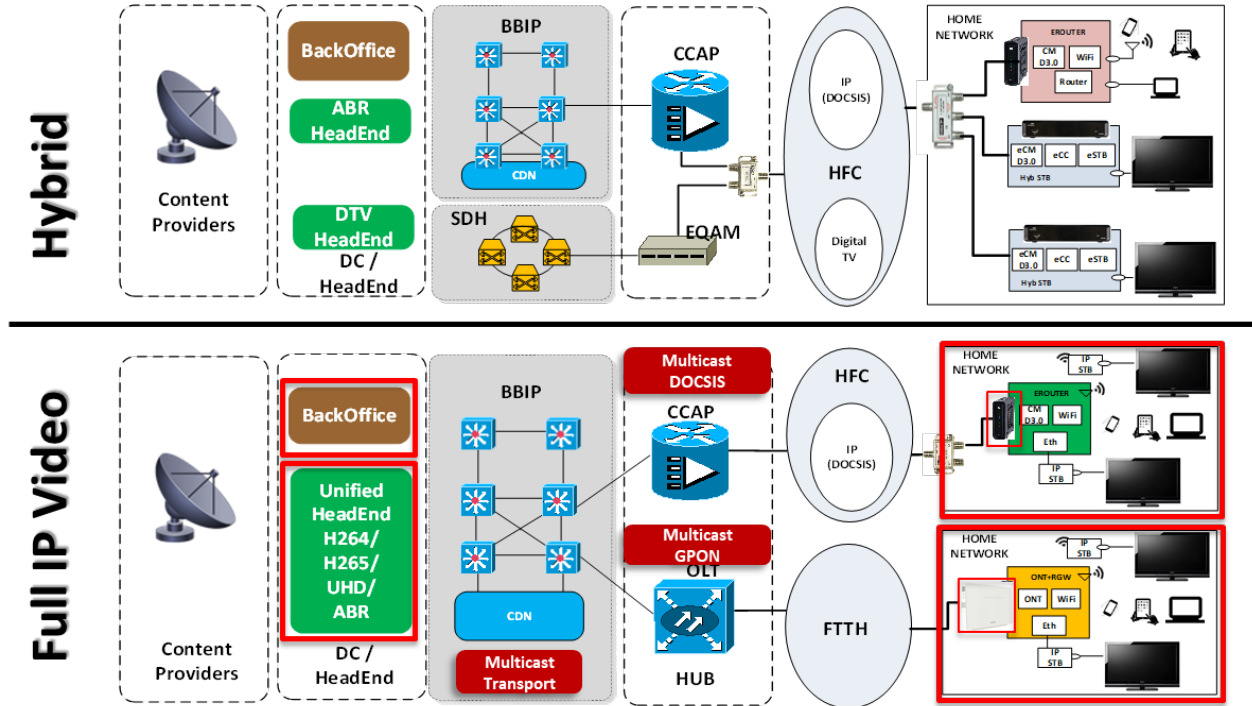 Hybrid
Content
Providers
BackOffice
ABR
HeadEnd
DTV
HeadEnd
DC /
HeadEnd
BBIP
CDN
SDH
CCAP
EQAM
IP
(DOCSIS)
HFC
Digital
TV
HOME
NETWORK
EROUTER
CM
D3.0
WiFi
Router
eCM
D3.0
eCC
eSTB
Hyb STB
eCM
D3.0
eCC
eSTB
Hyb STB
Full IP Video
Content
Providers
BackOffice
Unified
HeadEnd
H264/
H265/
UHD/
ABR
DC /
HeadEnd
BBIP
CDN
Multicast
Transport
Multicast
DOCSIS
CCAP
Multicast
GPON
OLT
HUB
HFC
IP
(DOCSIS)
FTTH
HOME
NETWORK
IP
STB
EROUTER
CM
D3.0
WiFi
Eth
IP
STB
HOME
NETWORK
IP
STB
ONT+RGW
ONT
WiFi
Eth
IP
STB